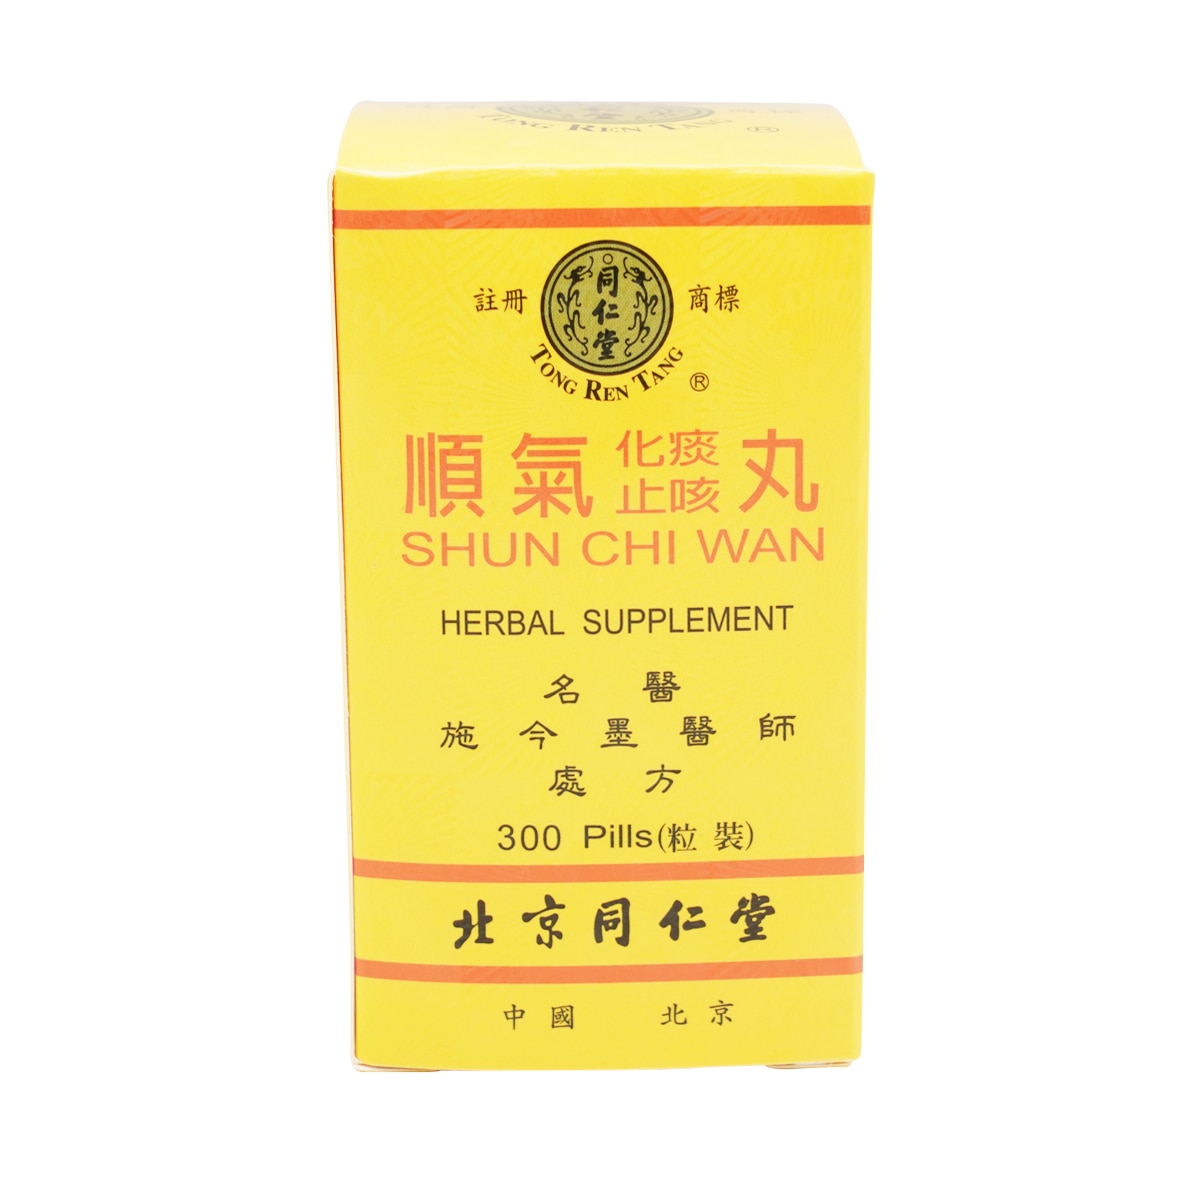 TONG REN TANG ®
註冊 同仁堂 商標
TONG REN TANG ®
順氣化痰止咳丸
SHUN CHI WAN
HERBAL SUPPLEMENT
名醫
施今墨醫師
處方
300 Pills(粒裝)
北京同仁堂
中國 北京